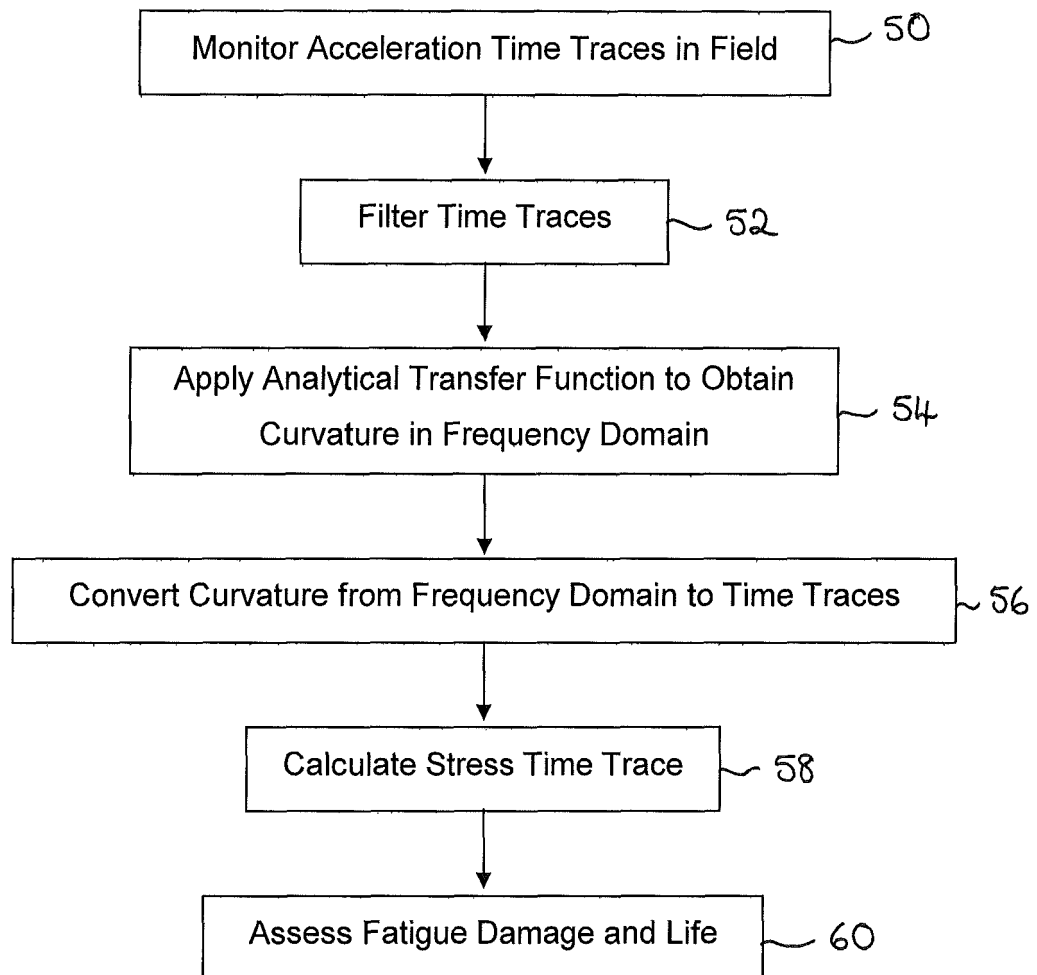 Monitor Acceleration Time Traces in Field
50
Filter Time Traces
52
Apply Analytical Transfer Function to Obtain
Curvature in Frequency Domain
54
Convert Curvature from Frequency Domain to Time Traces
56
Calculate Stress Time Trace
58
Assess Fatigue Damage and Life
60